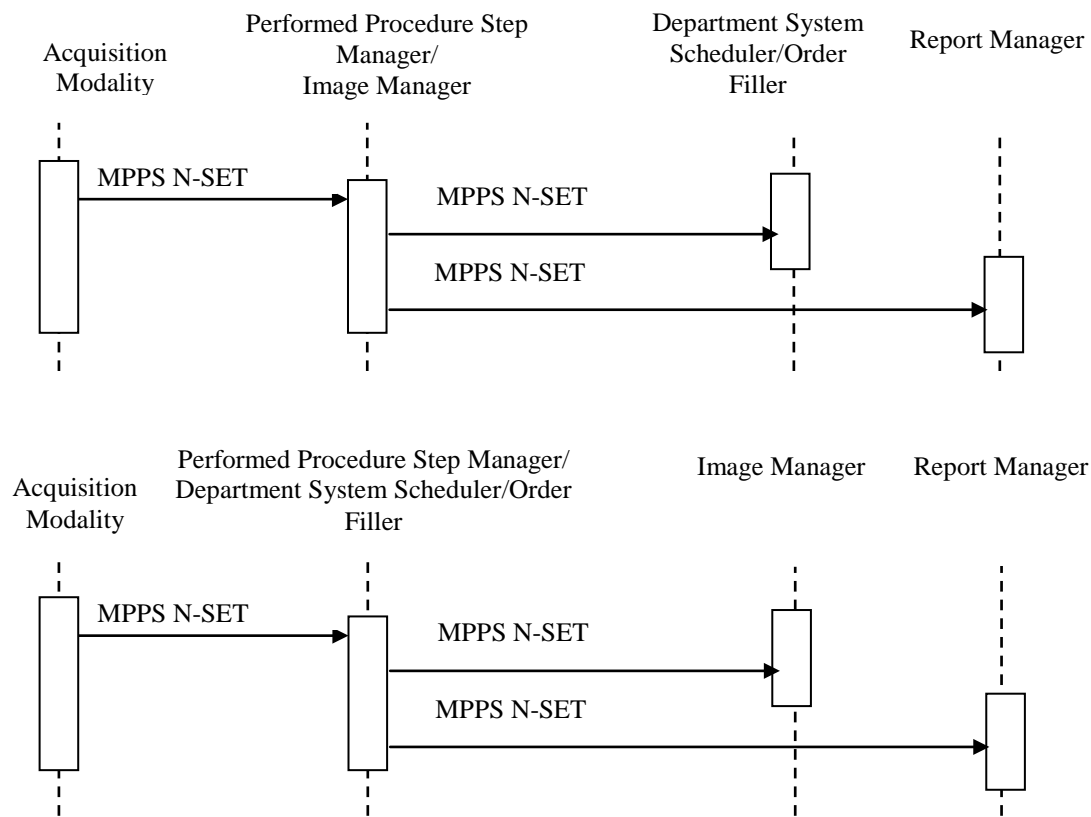 Acquisition
Modality
Performed Procedure Step
Manager/
Image Manager
Department System
Scheduler/Order
Filler
Report Manager
MPPS N-SET
MPPS N-SET
MPPS N-SET
Acquisition
Modality
Performed Procedure Step Manager/
Department System Scheduler/Order
Filler
Image Manager
Report Manager
MPPS N-SET
MPPS N-SET
MPPS N-SET